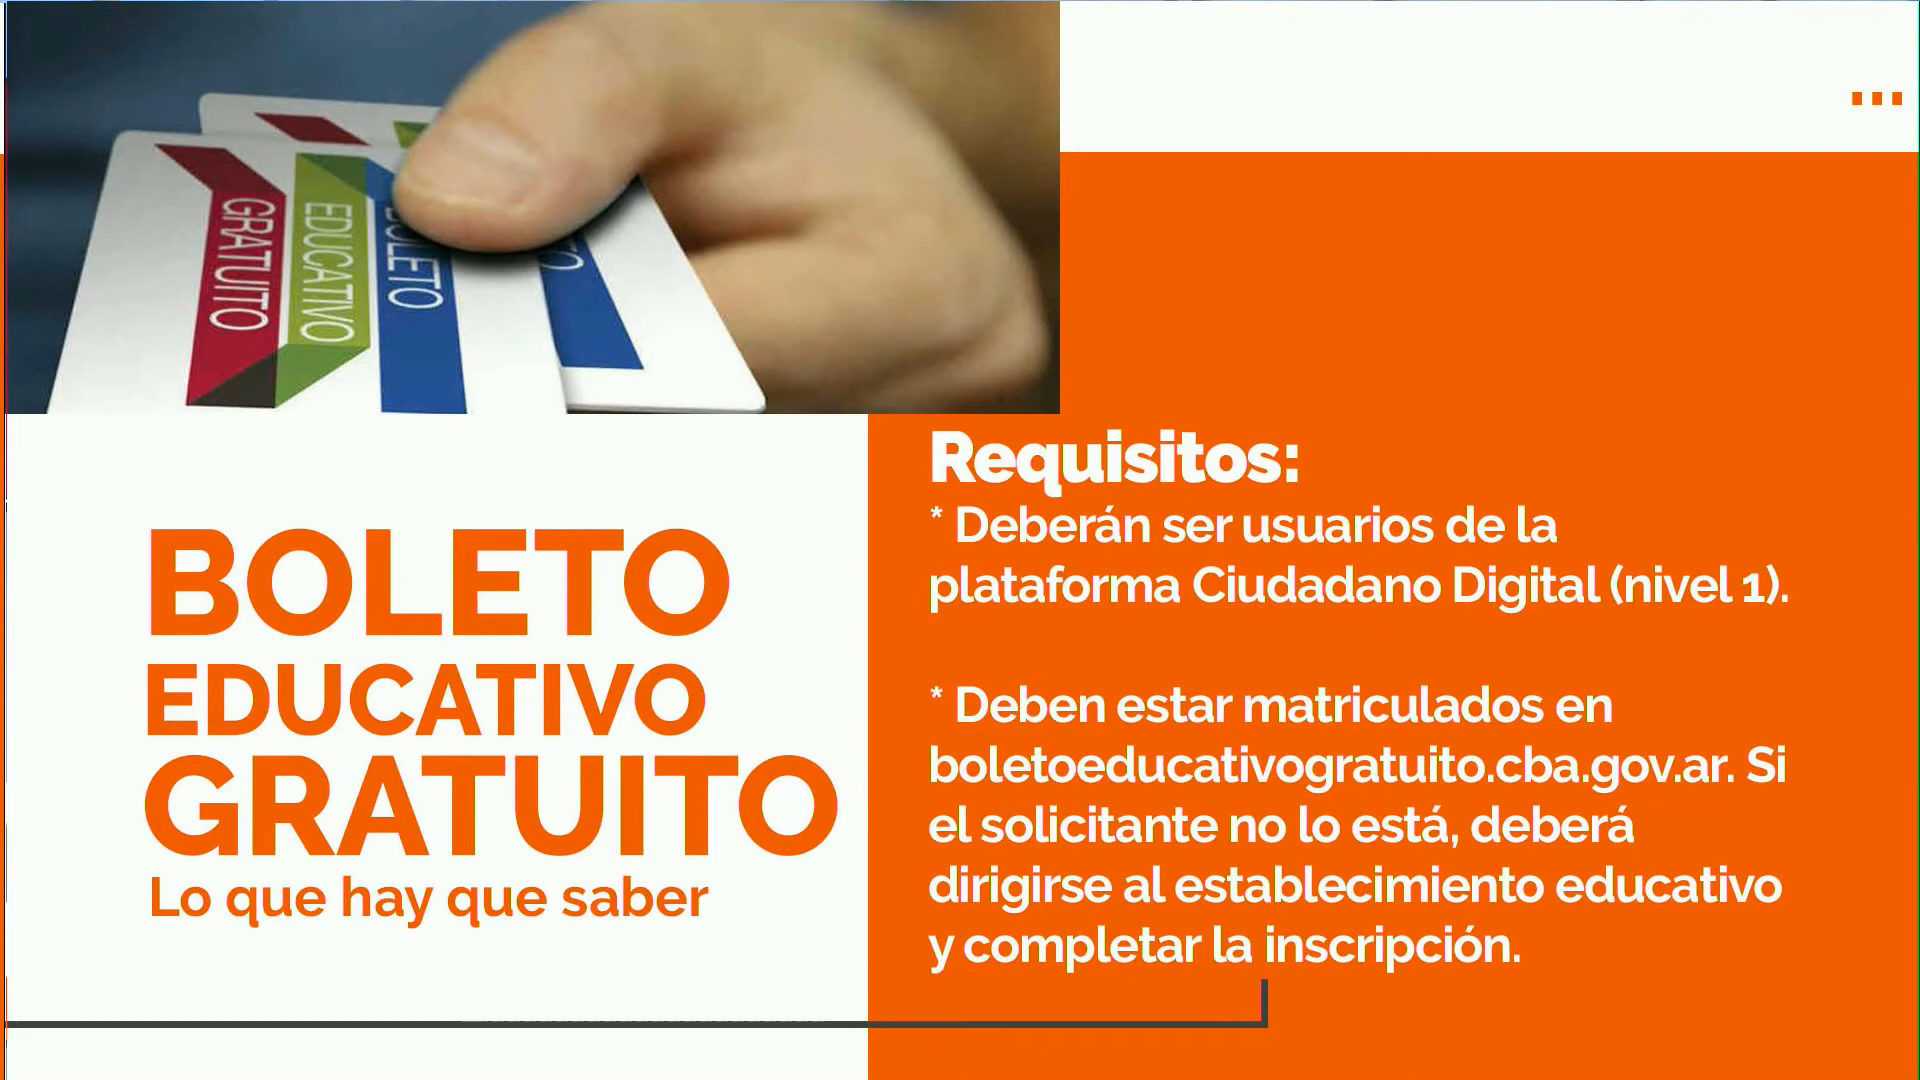 GRATUITO
EDUCATIVO
BOLETO
BOLETO
EDUCATIVO
GRATUITO
Lo que hay que saber
Requisitos:
* Deberán ser usuarios de la
plataforma Ciudadano Digital (nivel 1).
* Deben estar matriculados en
boletoeducativogratuito.cba.gov.ar. Si
el solicitante no lo está, deberá
dirigirse al establecimiento educativo
y completar la inscripción.